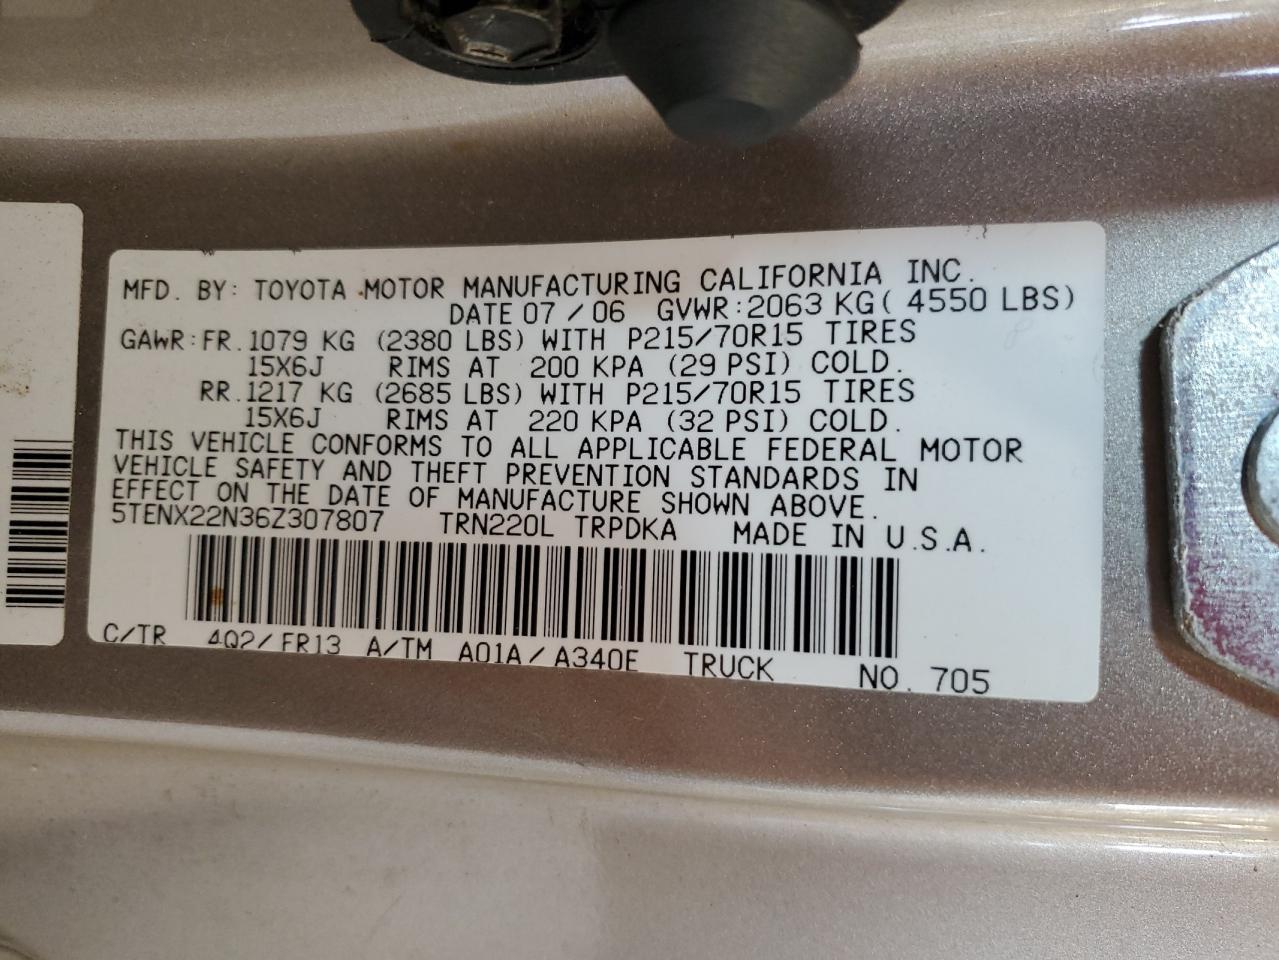 MFD. BY: TOYOTA MOTOR MANUFACTURING CALIFORNIA INC.
DATE 07 / 06 GVWR:2063 KG( 4550 LBS)
GAWR:FR.1079 KG (2380 LBS) WITH P215/70R15 TIRES
15X6J RIMS AT 200 KPA (29 PSI) COLD.
RR.1217 KG (2685 LBS) WITH P215/70R15 TIRES
15X6J RIMS AT 220 KPA (32 PSI) COLD.
THIS VEHICLE CONFORMS TO ALL APPLICABLE FEDERAL MOTOR
VEHICLE SAFETY AND THEFT PREVENTION STANDARDS IN
EFFECT ON THE DATE OF MANUFACTURE SHOWN ABOVE.
5TENX22N36Z307807 TRN220L TRPDKA MADE IN U.S.A.
C/TR 4Q2/FR13 A/TM A01A/A340E TRUCK NO. 705